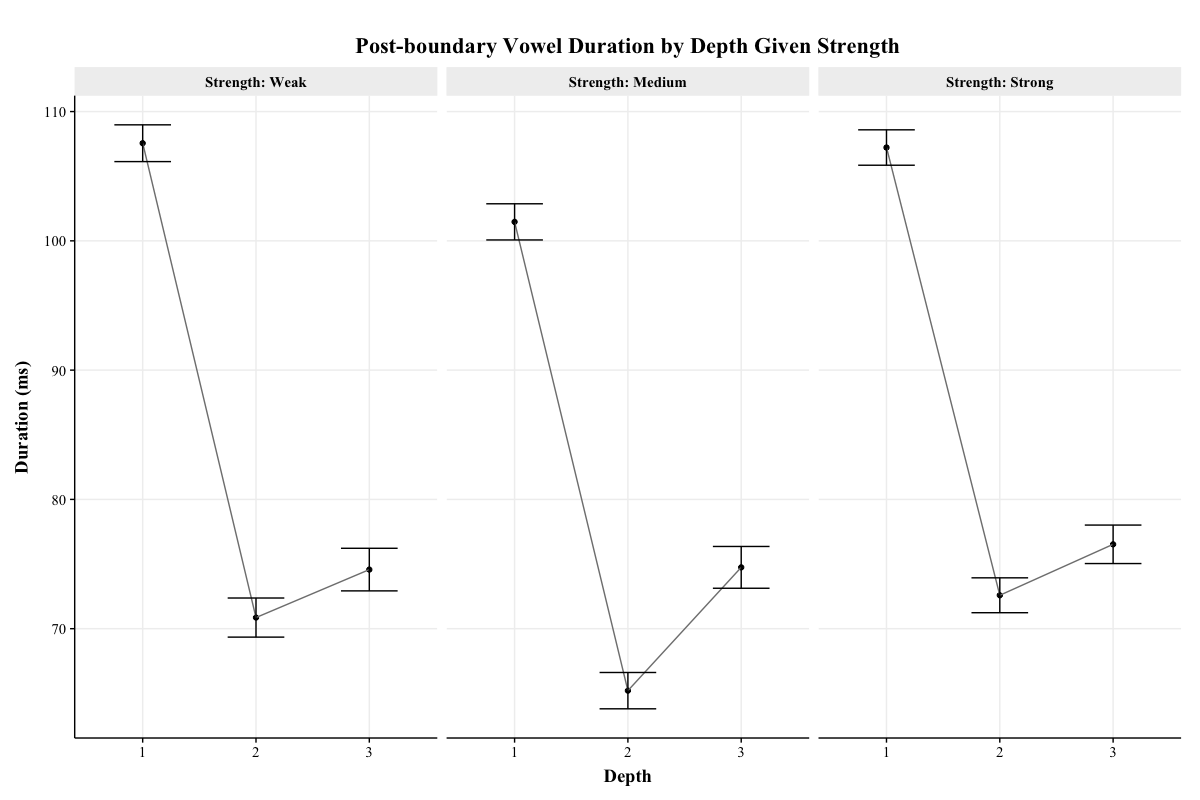 Post-boundary Vowel Duration by Depth Given Strength
Strength: Weak
Strength: Medium
Strength: Strong
110
100
90
80
70
Duration (ms)
1
2
3
1
2
3
1
2
3
Depth